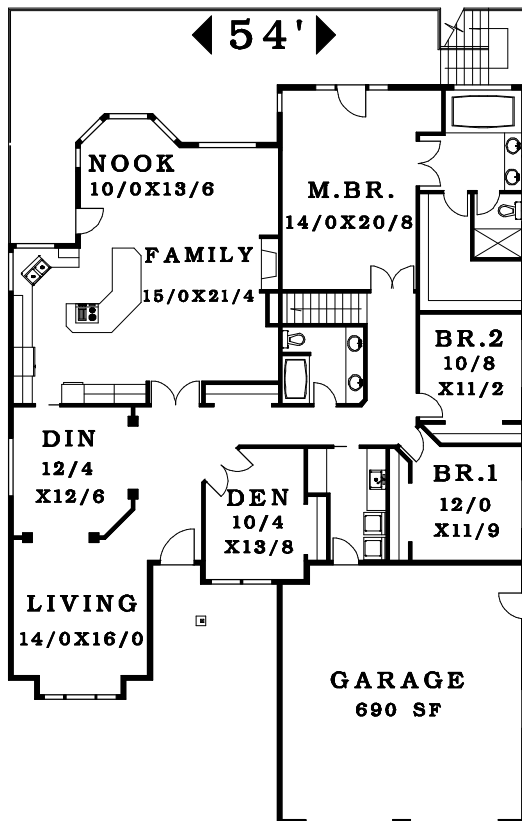 54'
NOOK
10/0X13/6
M.BR.
14/0X20/8
FAMILY
15/0X21/4
BR.2
10/8
X11/2
DIN
12/4
X12/6
BR.1
12/0
X11/9
DEN
10/4
X13/8
LIVING
14/0X16/0
GARAGE
690 SF